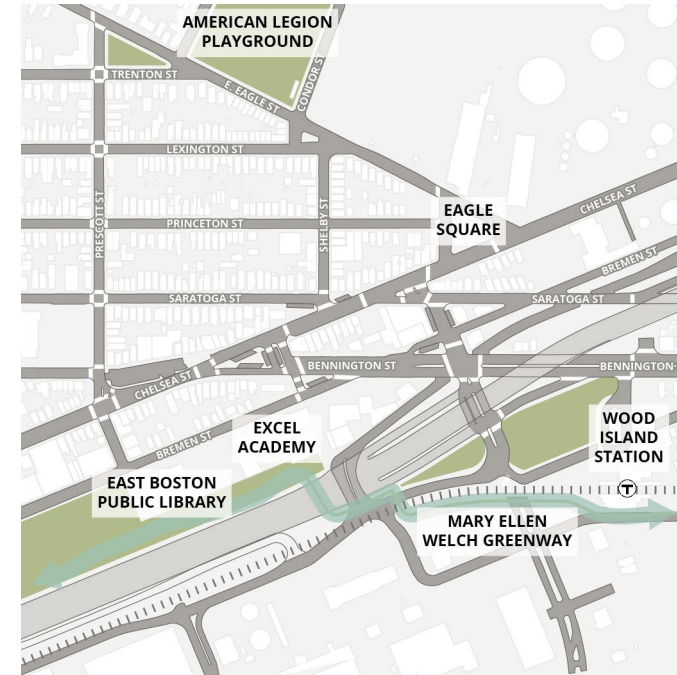 AMERICAN LEGION
PLAYGROUND
TRENTON ST
E. EAGLE ST
CONDOR ST
LEXINGTON ST
PRESCOTT ST
PRINCETON ST
SHELBY ST
EAGLE
SQUARE
CHELSEA ST
BREMEN ST
SARATOGA ST
SARATOGA ST
BENNINGTON ST
BENNINGTON
CHELSEA ST
BREMEN ST
EXCEL
ACADEMY
WOOD
ISLAND
STATION
T
EAST BOSTON
PUBLIC LIBRARY
MARY ELLEN
WELCH GREENWAY